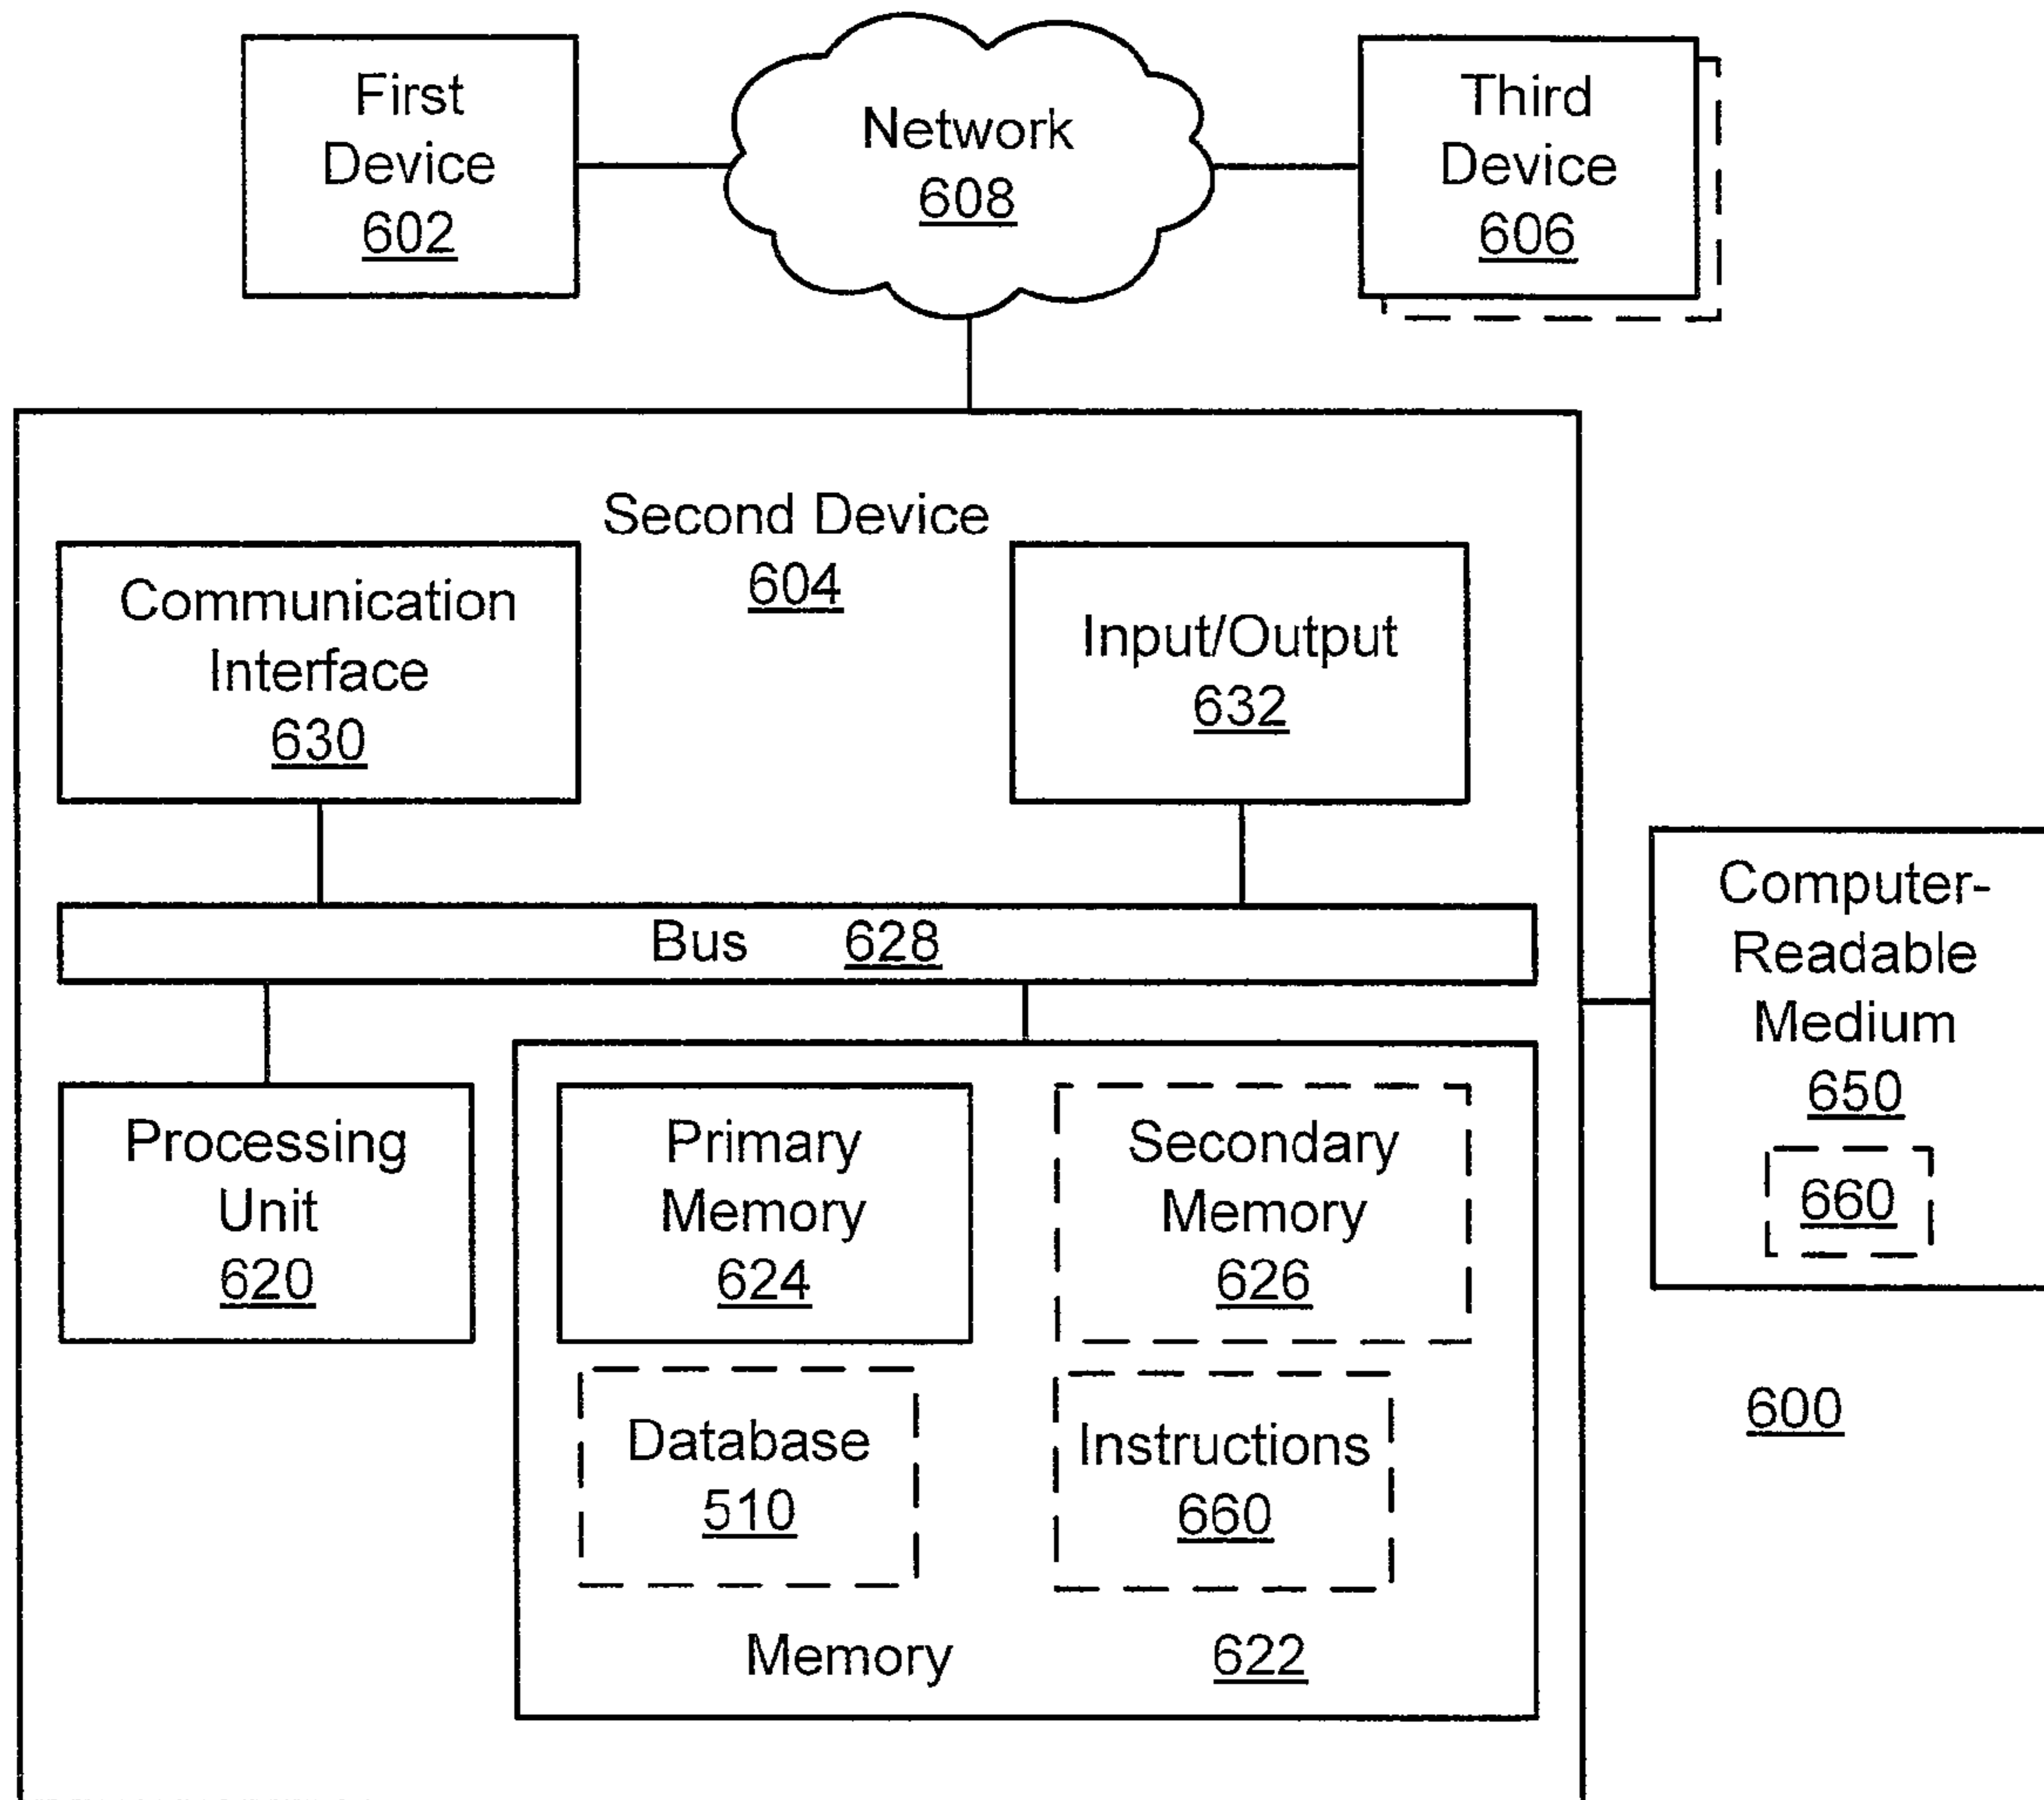 First
Device
602
Network
608
Third
Device
606
Second Device
604
Communication
Interface
630
Input/Output
632
Bus 628
Computer-
Readable
Medium
650
660
Processing
Unit
620
Primary
Memory
624
Secondary
Memory
626
Database
510
Instructions
660
Memory 622
600